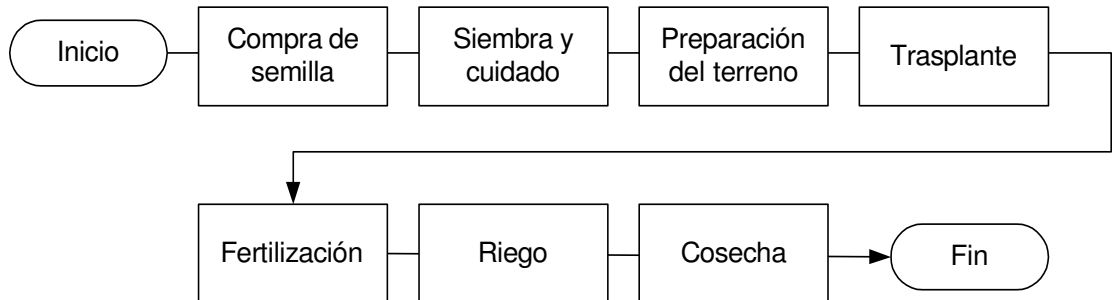 Inicio
Compra de
semilla
Siembra y
cuidado
Preparación
del terreno
Trasplante
Fertilización
Riego
Cosecha
Fin